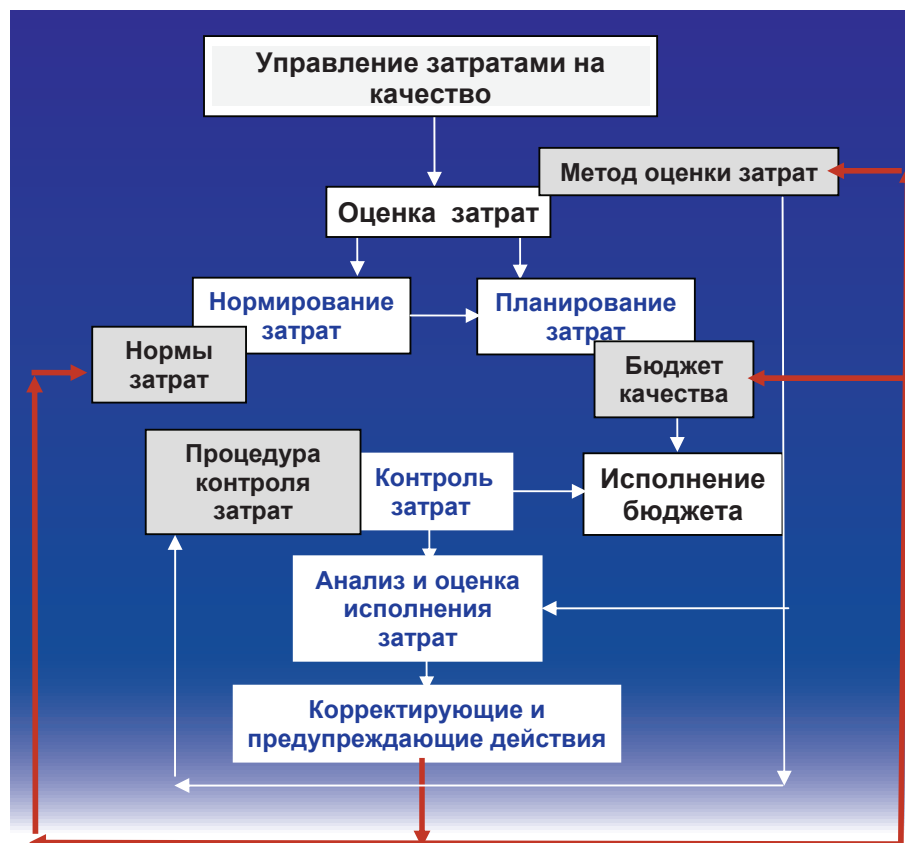 Управление затратами на
качество
Метод оценки затрат
Оценка затрат
Нормирование
затрат
Планирование
затрат
Нормы
затрат
Бюджет
качества
Процедура
контроля
затрат
Контроль
затрат
Исполнение
бюджета
Анализ и оценка
исполнения
затрат
Корректирующие и
предупреждающие действия